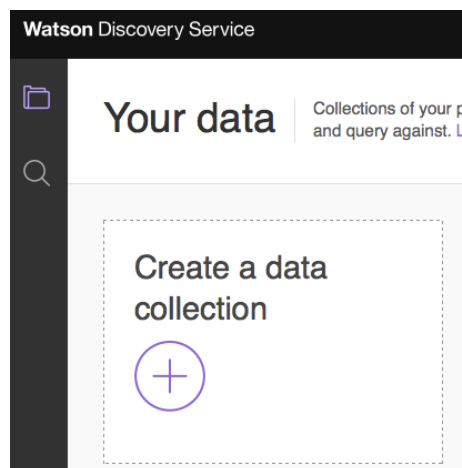 Watson Discovery Service
Your data
Collections of your
and query against.
Create a data
collection